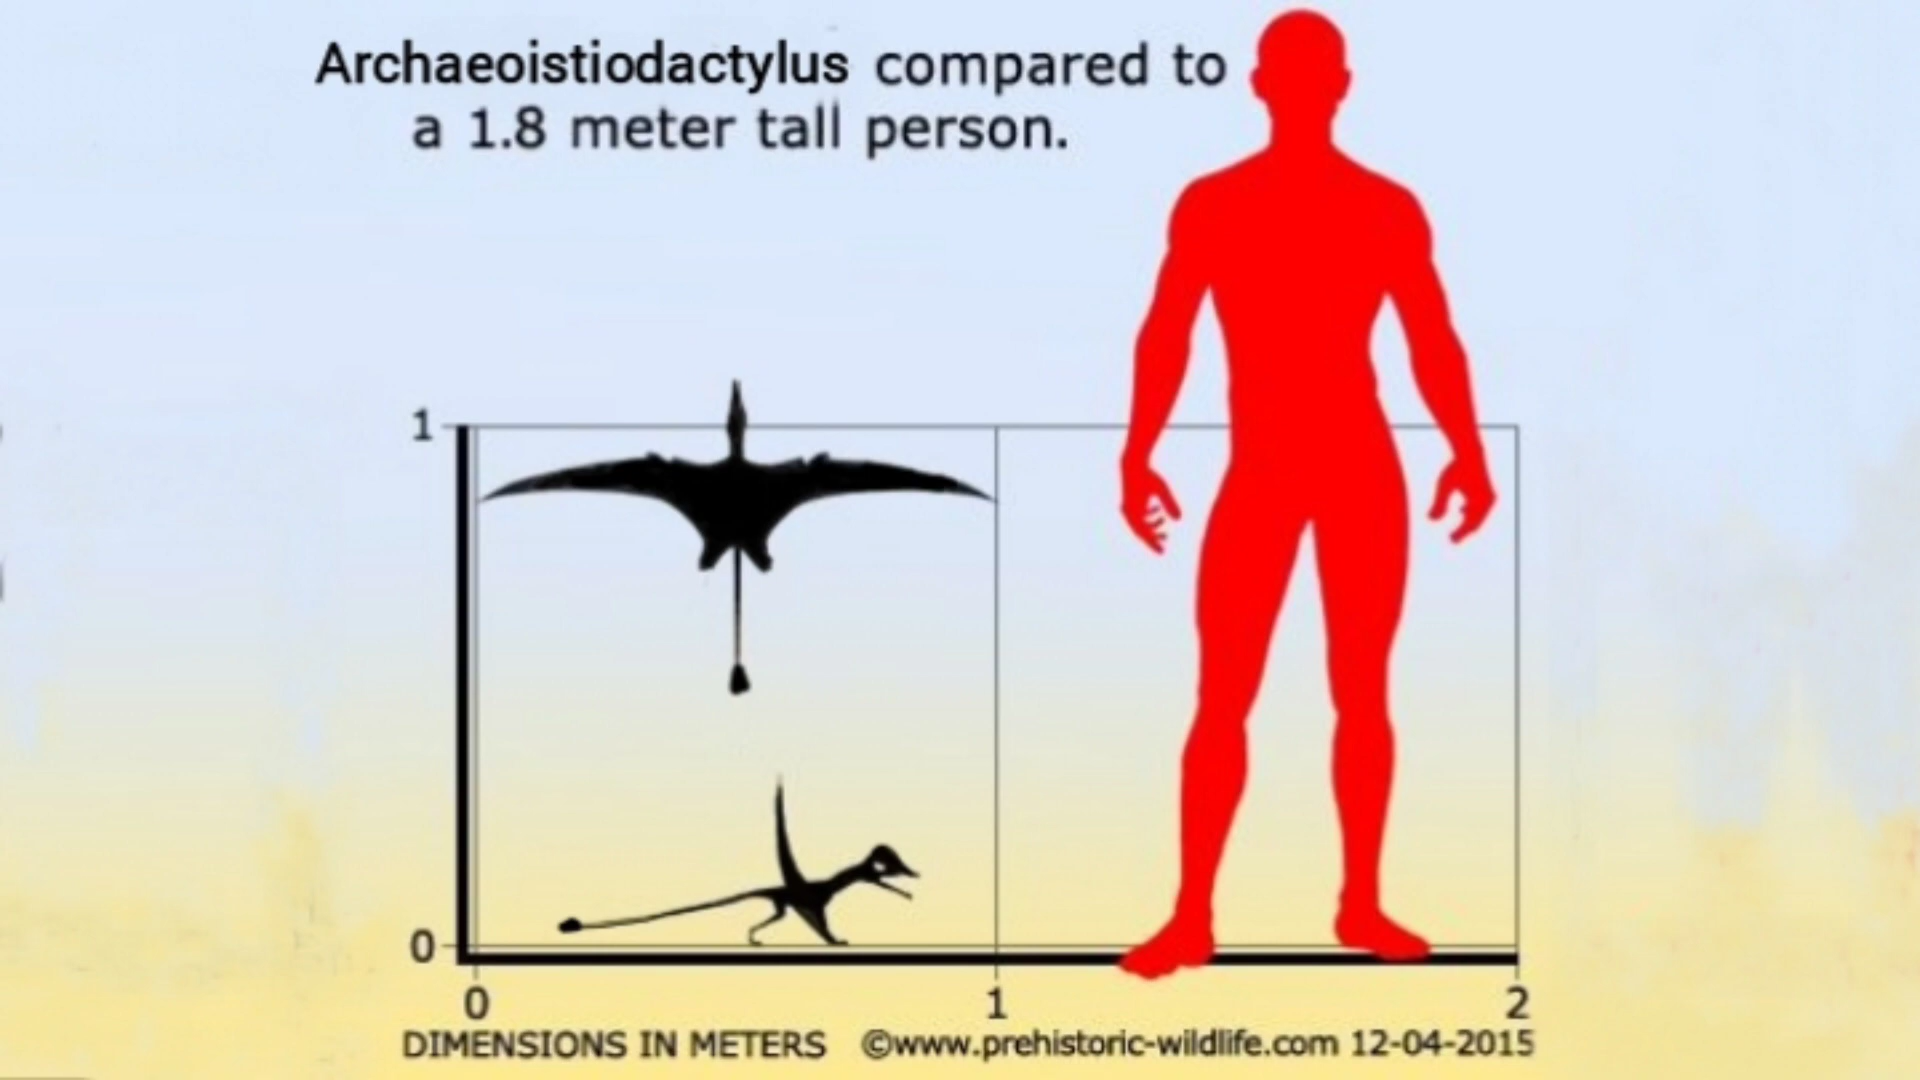 Archaeoistiodactylus compared to
a 1.8 meter tall person.
1
0
0 1 2
DIMENSIONS IN METERS ©www.prehistoric-wildlife.com 12-04-2015